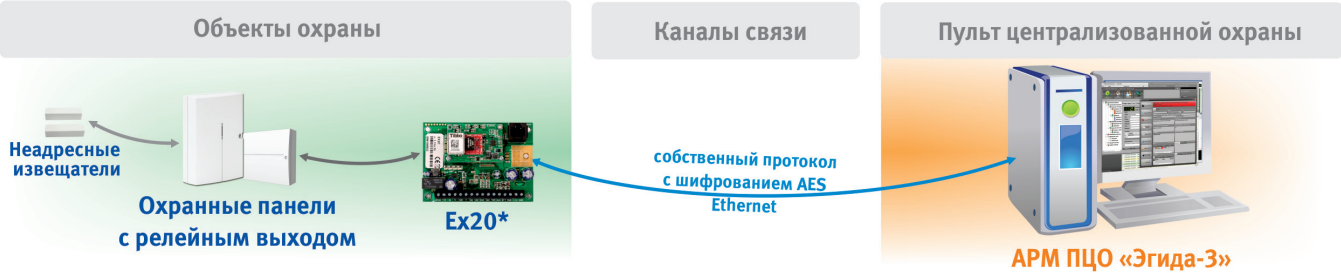 Объекты охраны
Каналы связи
Пульт централизованной охраны
Неадресные
извещатели
Охранные панели
с релейным выходом
Ex20*
собственный протокол
с шифрованием AES
Ethernet
АРМ ПЦО «Эгида-3»